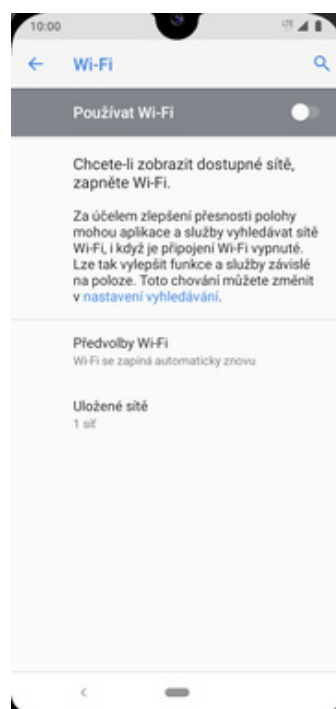 10:00
LTE
Wi-Fi
Používat Wi-Fi
Chcete-li zobrazit dostupné sítě,
zapněte Wi-Fi.
Za účelem zlepšení přesnosti polohy
mohou aplikace a služby vyhledávat sítě
Wi-Fi, i když je připojení Wi-Fi vypnuté.
Lze tak vylepšit funkce a služby závislé
na poloze. Toto chování můžete změnit
v nastavení vyhledávání.
Předvolby Wi-Fi
Wi-Fi se zapíná automaticky znovu
Uložené sítě
1 síť